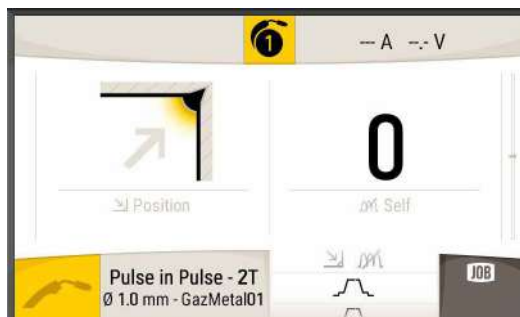 1
--- A --.- V
0
Position
Self
Pulse in Pulse - 2T
Ø 1.0 mm - GazMetal01
JOB